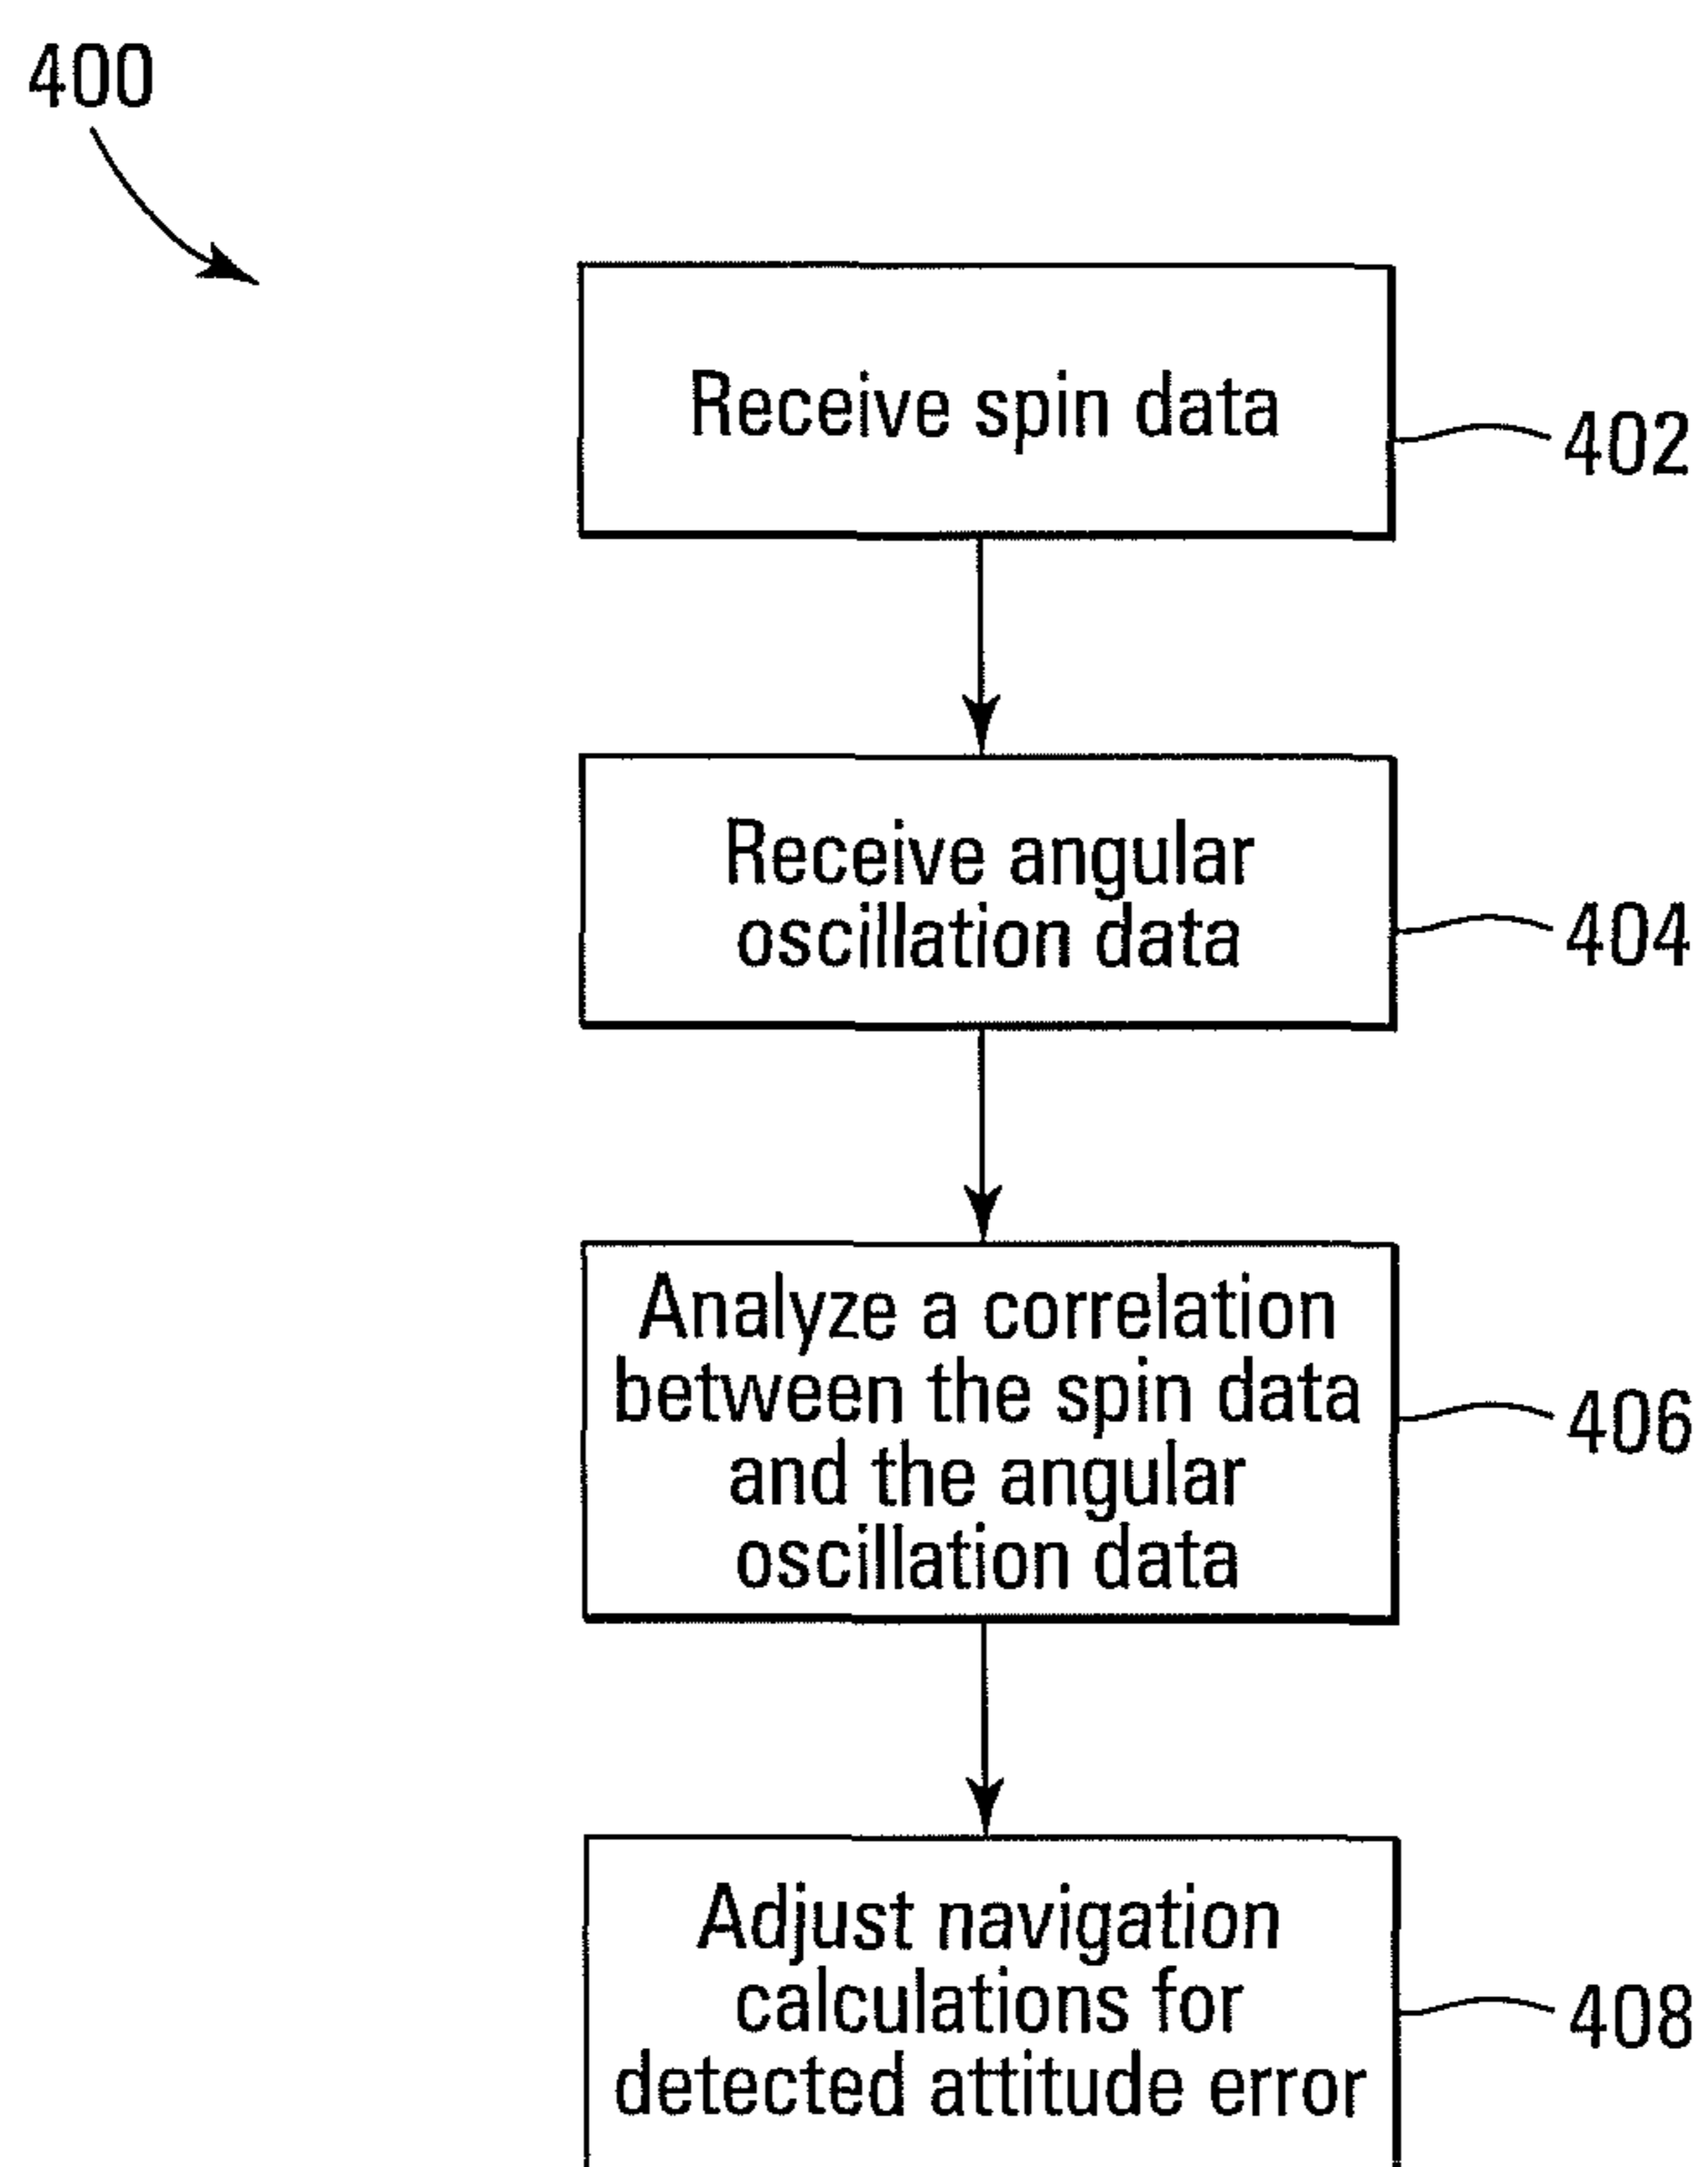 400
Receive spin data
402
Receive angular
oscillation data
404
Analyze a correlation
between the spin data
and the angular
oscillation data
406
Adjust navigation
calculations for
detected attitude error
408